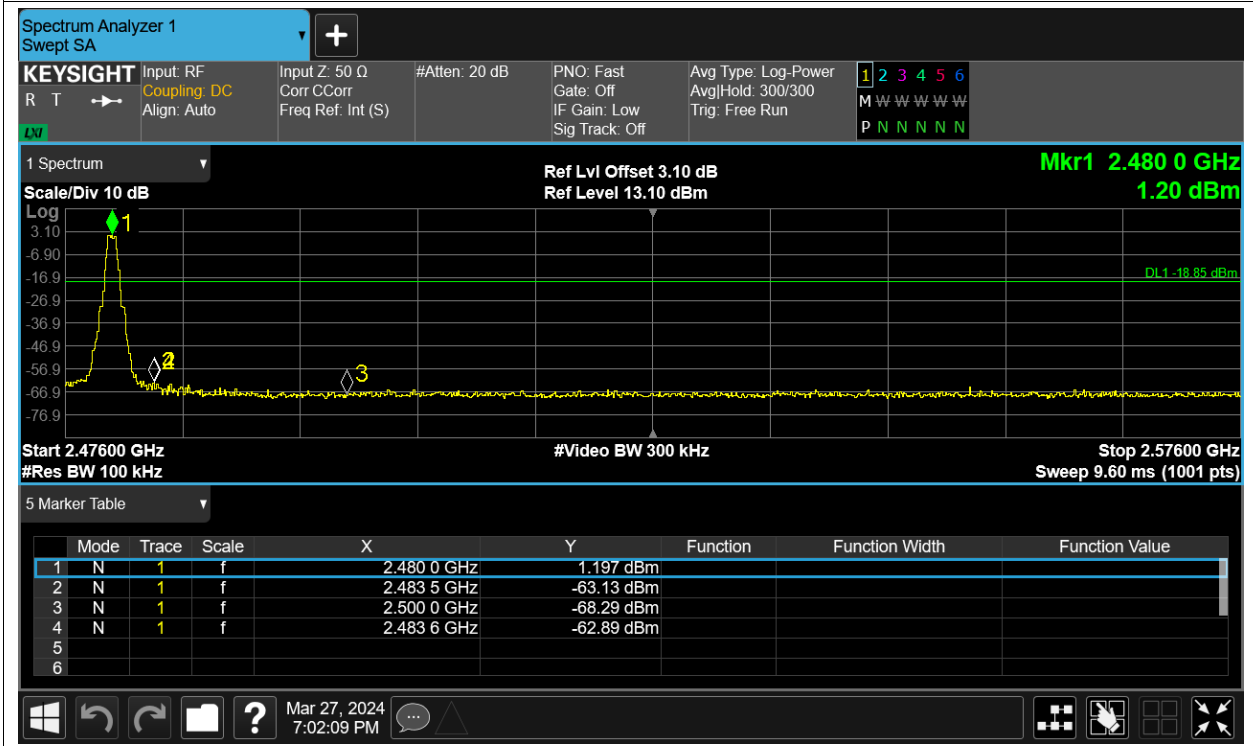 Spectrum Analyzer 1
Swept SA
+
KEYSIGHT Input: RF Input Z: 50 Ω #Atten: 20 dB PNO: Fast Avg Type: Log-Power 1 2 3 4 5 6
R T Coupling: DC Corr CCorr Gate: Off Avg|Hold: 300/300 M W W W W W W
Align: Auto Freq Ref: Int (S) IF Gain: Low Trig: Free Run
LXI Sig Track: Off P N N N N N N
1 Spectrum Ref Lvl Offset 3.10 dB Mkr1 2.480 0 GHz
Scale/Div 10 dB Ref Level 13.10 dBm 1.20 dBm
Log
1
3.10
-6.90
-16.9 DL1 -18.85 dBm
-26.9
-36.9
-46.9
2
-56.9 3
-66.9
-76.9
Start 2.47600 GHz #Video BW 300 kHz Stop 2.57600 GHz
#Res BW 100 kHz Sweep 9.60 ms (1001 pts)
5 Marker Table
Mode Trace Scale X Y Function Function Width Function Value
1 N 1 f 2.480 0 GHz 1.197 dBm
2 N 1 f 2.483 5 GHz -63.13 dBm
3 N 1 f 2.500 0 GHz -68.29 dBm
4 N 1 f 2.483 6 GHz -62.89 dBm
5
6
? Mar 27, 2024
7:02:09 PM